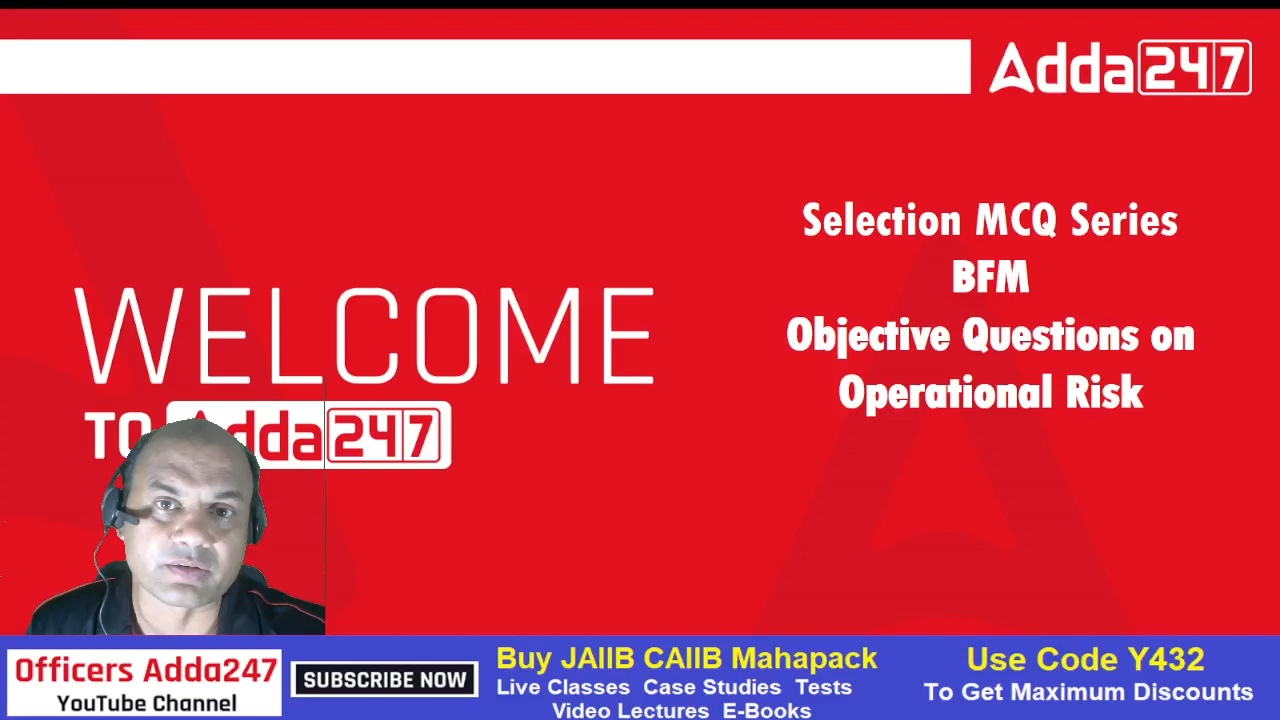 Adda247
Selection MCQ Series
BFM
Objective Questions on
Operational Risk
WELCOME
TO Adda247
Officers Adda247
YouTube Channel
SUBSCRIBE NOW
Buy JAIIB CAIIB Mahapack
Live Classes Case Studies Tests
Video Lectures E-Books
Use Code Y432
To Get Maximum Discounts